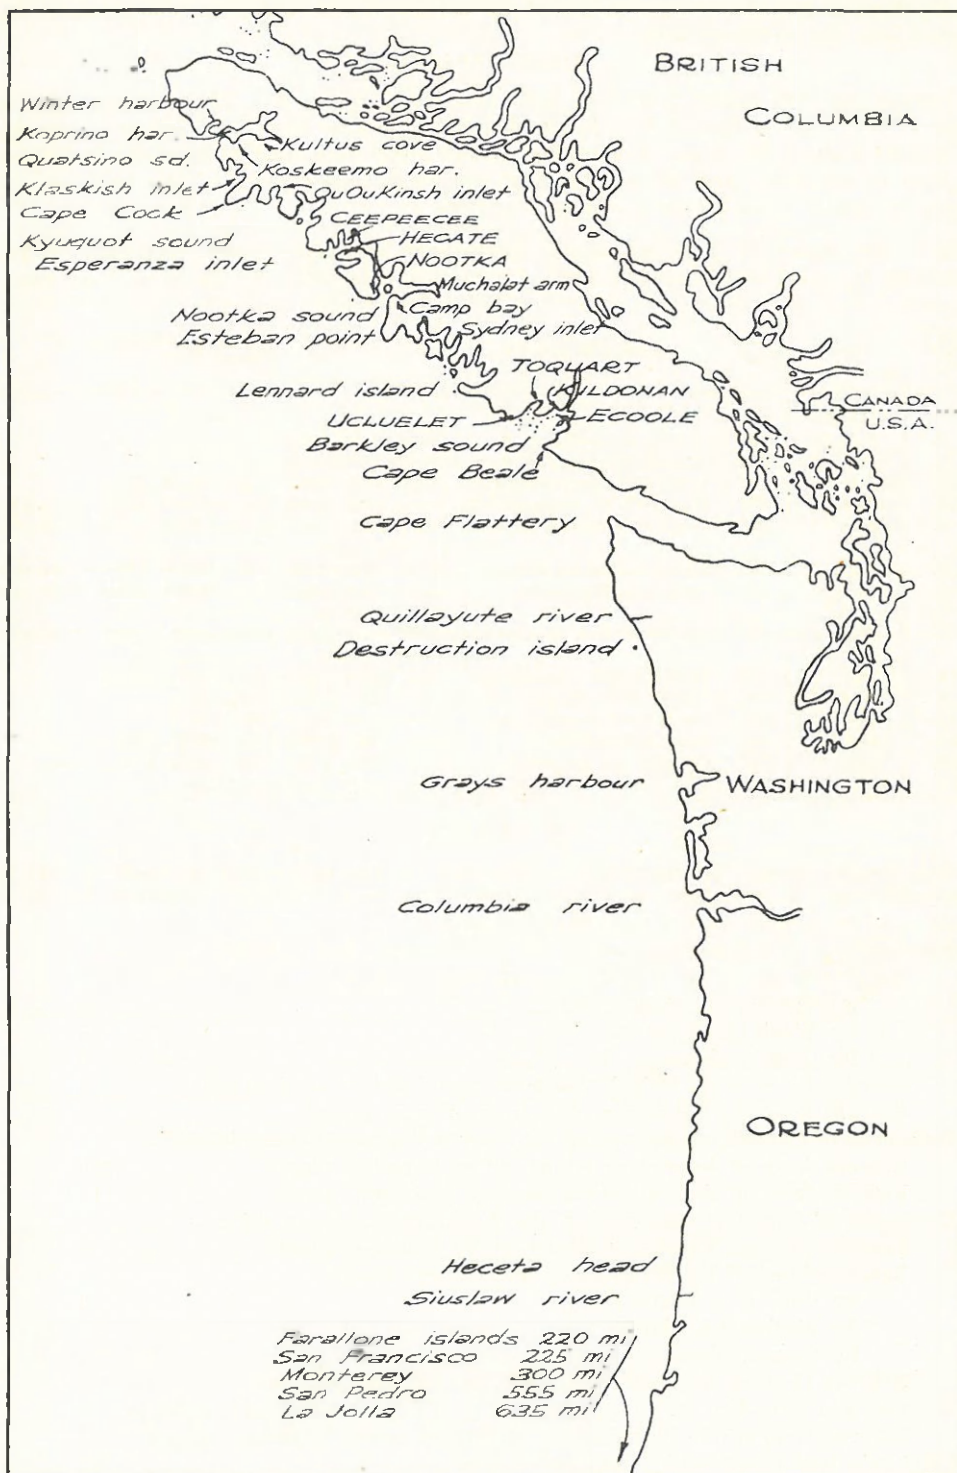 BRITISH
COLUMBIA
Winter harbour
Koprino har.
Kultus cove
Quatsino sd.
Koskeemo har.
Klaskish inlet
QuOuKinsh inlet
Cape Cook
CEEPEECEE
Kyuquot sound
HECATE
Esperanza inlet
NOOTKA
Muchalat arm
Nootka sound
Camp bay
Esteban point
Sydney inlet
TOQUART
Lennard island
KILDONAN
CANADA
U.S.A.
UCLUELET
ECOOLE
Barkley sound
Cape Beale
Cape Flattery
Quillayute river
Destruction island
Grays harbour
WASHINGTON
Columbia river
OREGON
Heceta head
Siuslaw river
Farallone islands 220 mi
San Francisco 225 mi
Monterey 300 mi
San Pedro 555 mi
La Jolla 635 mi